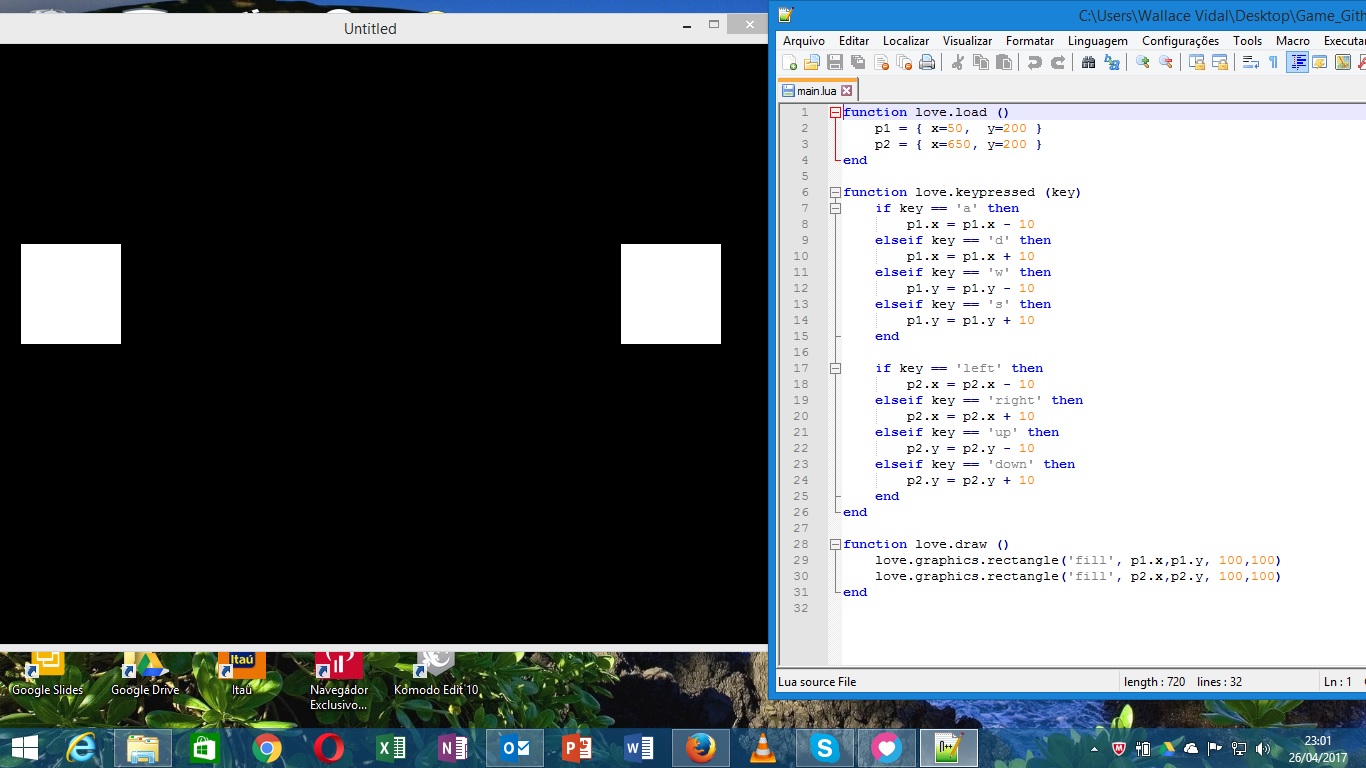 Untitled
C:\Users\Wallace Vidal\Desktop\Game_Gith
Arquivo Editar Localizar Visualizar Formatar Linguagem Configurações Tools Macro Executar
main.lua
1 function love.load ()
2     p1 = { x=50,  y=200 }
3     p2 = { x=650, y=200 }
4 end
5
6 function love.keypressed (key)
7     if key == 'a' then
8         p1.x = p1.x - 10
9     elseif key == 'd' then
10         p1.x = p1.x + 10
11     elseif key == 'w' then
12         p1.y = p1.y - 10
13     elseif key == 's' then
14         p1.y = p1.y + 10
15     end
16
17     if key == 'left' then
18         p2.x = p2.x - 10
19     elseif key == 'right' then
20         p2.x = p2.x + 10
21     elseif key == 'up' then
22         p2.y = p2.y - 10
23     elseif key == 'down' then
24         p2.y = p2.y + 10
25     end
26 end
27
28 function love.draw ()
29     love.graphics.rectangle('fill', p1.x,p1.y, 100,100)
30     love.graphics.rectangle('fill', p2.x,p2.y, 100,100)
31 end
32
Lua source File length : 720 lines : 32 Ln : 1
Itaú
Google Slides Google Drive Itaú Navegador Exclusivo... Komodo Edit 10
23:01
26/04/2017